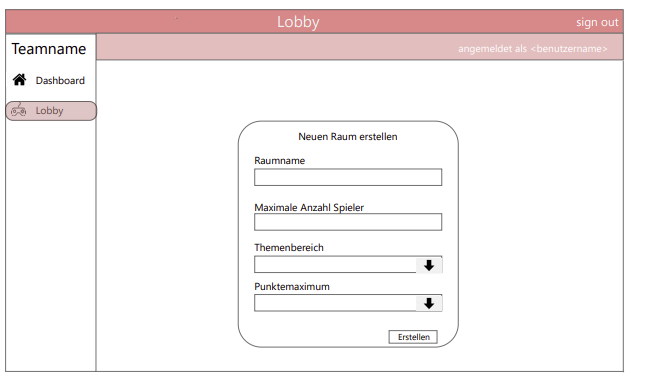 Lobby
sign out
Teamname
angemeldet als <benutzername>
Dashboard
Lobby
Neuen Raum erstellen
Raumname
Maximale Anzahl Spieler
Themenbereich
Punktemaximum
Erstellen